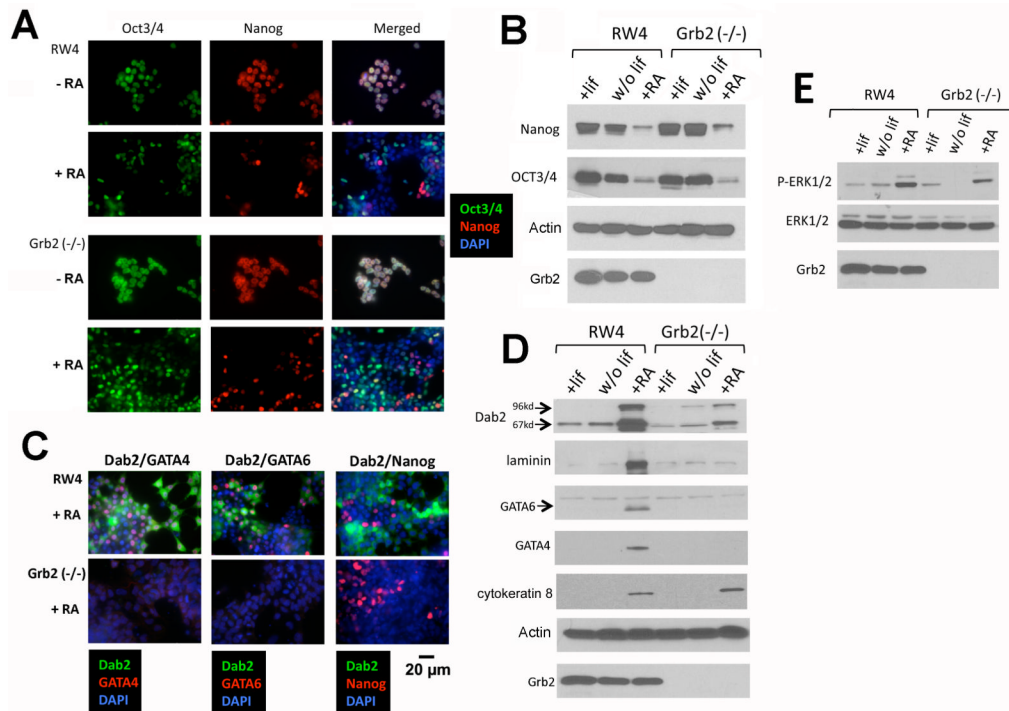 A
Oct3/4 Nanog Merged
RW4
- RA
+ RA
Grb2 (-/-)
- RA
+ RA
Oct3/4
Nanog
DAPI
B
RW4 Grb2 (-/-)
+lif w/o lif +RA +lif w/o lif +RA
Nanog
OCT3/4
Actin
Grb2
E
RW4 Grb2 (-/-)
+lif w/o lif +RA +lif w/o lif +RA
P-ERK1/2
ERK1/2
Grb2
C
Dab2/GATA4 Dab2/GATA6 Dab2/Nanog
RW4
+ RA
Grb2 (-/-)
+ RA
Dab2
GATA4
DAPI
Dab2
GATA6
DAPI
Dab2
Nanog
DAPI
20 μm
D
RW4 Grb2(-/-)
+lif w/o lif +RA +lif w/o lif +RA
Dab2 96kd
67kd
laminin
GATA6
GATA4
cytokeratin 8
Actin
Grb2